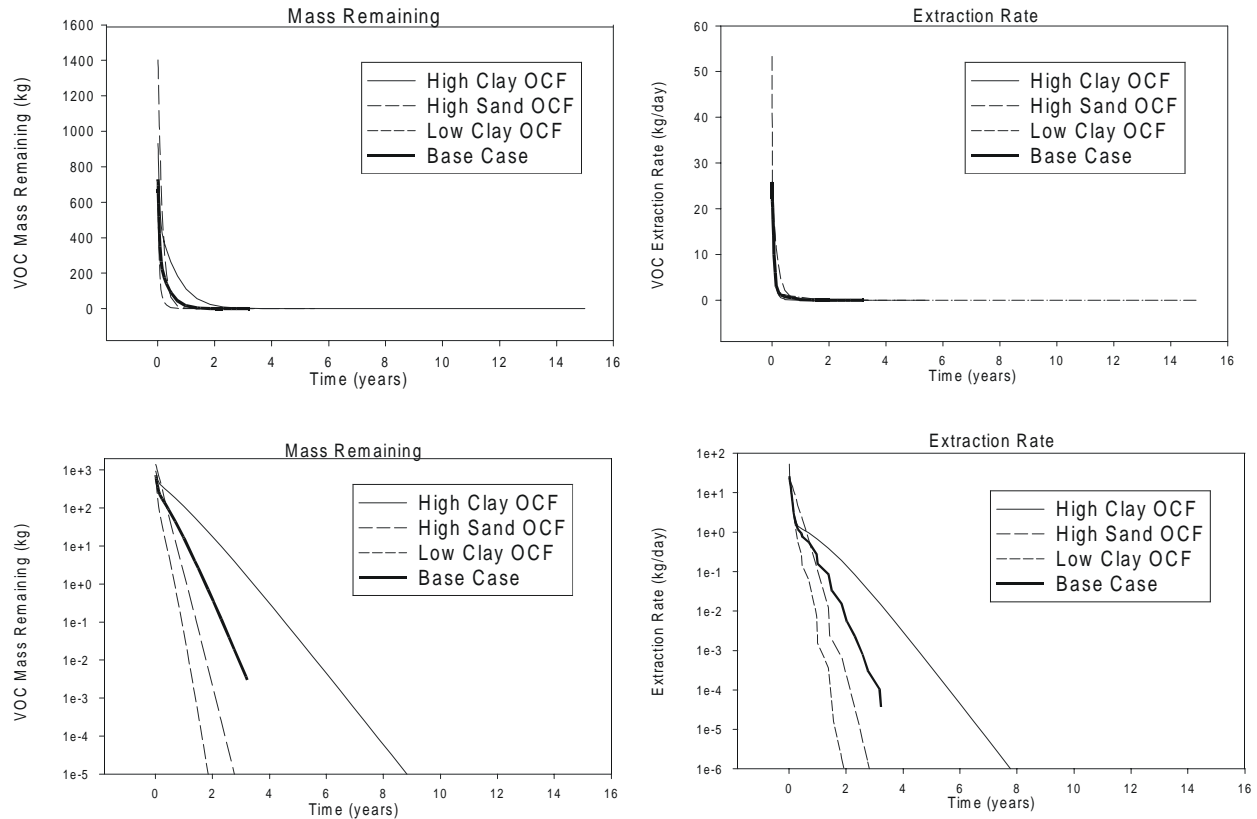 Mass Remaining
VOC Mass Remaining (kg)
1600
1400
1200
1000
800
600
400
200
0
High Clay OCF
High Sand OCF
Low Clay OCF
Base Case
0 2 4 6 8 10 12 14 16
Time (years)
Extraction Rate
VOC Extraction Rate (kg/day)
60
50
40
30
20
10
0
High Clay OCF
High Sand OCF
Low Clay OCF
Base Case
0 2 4 6 8 10 12 14 16
Time (years)
Mass Remaining
VOC Mass Remaining (kg)
1e+3
1e+2
1e+1
1e+0
1e-1
1e-2
1e-3
1e-4
1e-5
High Clay OCF
High Sand OCF
Low Clay OCF
Base Case
0 2 4 6 8 10 12 14 16
Time (years)
Extraction Rate
Extraction Rate (kg/day)
1e+2
1e+1
1e+0
1e-1
1e-2
1e-3
1e-4
1e-5
1e-6
High Clay OCF
High Sand OCF
Low Clay OCF
Base Case
0 2 4 6 8 10 12 14 16
Time (years)